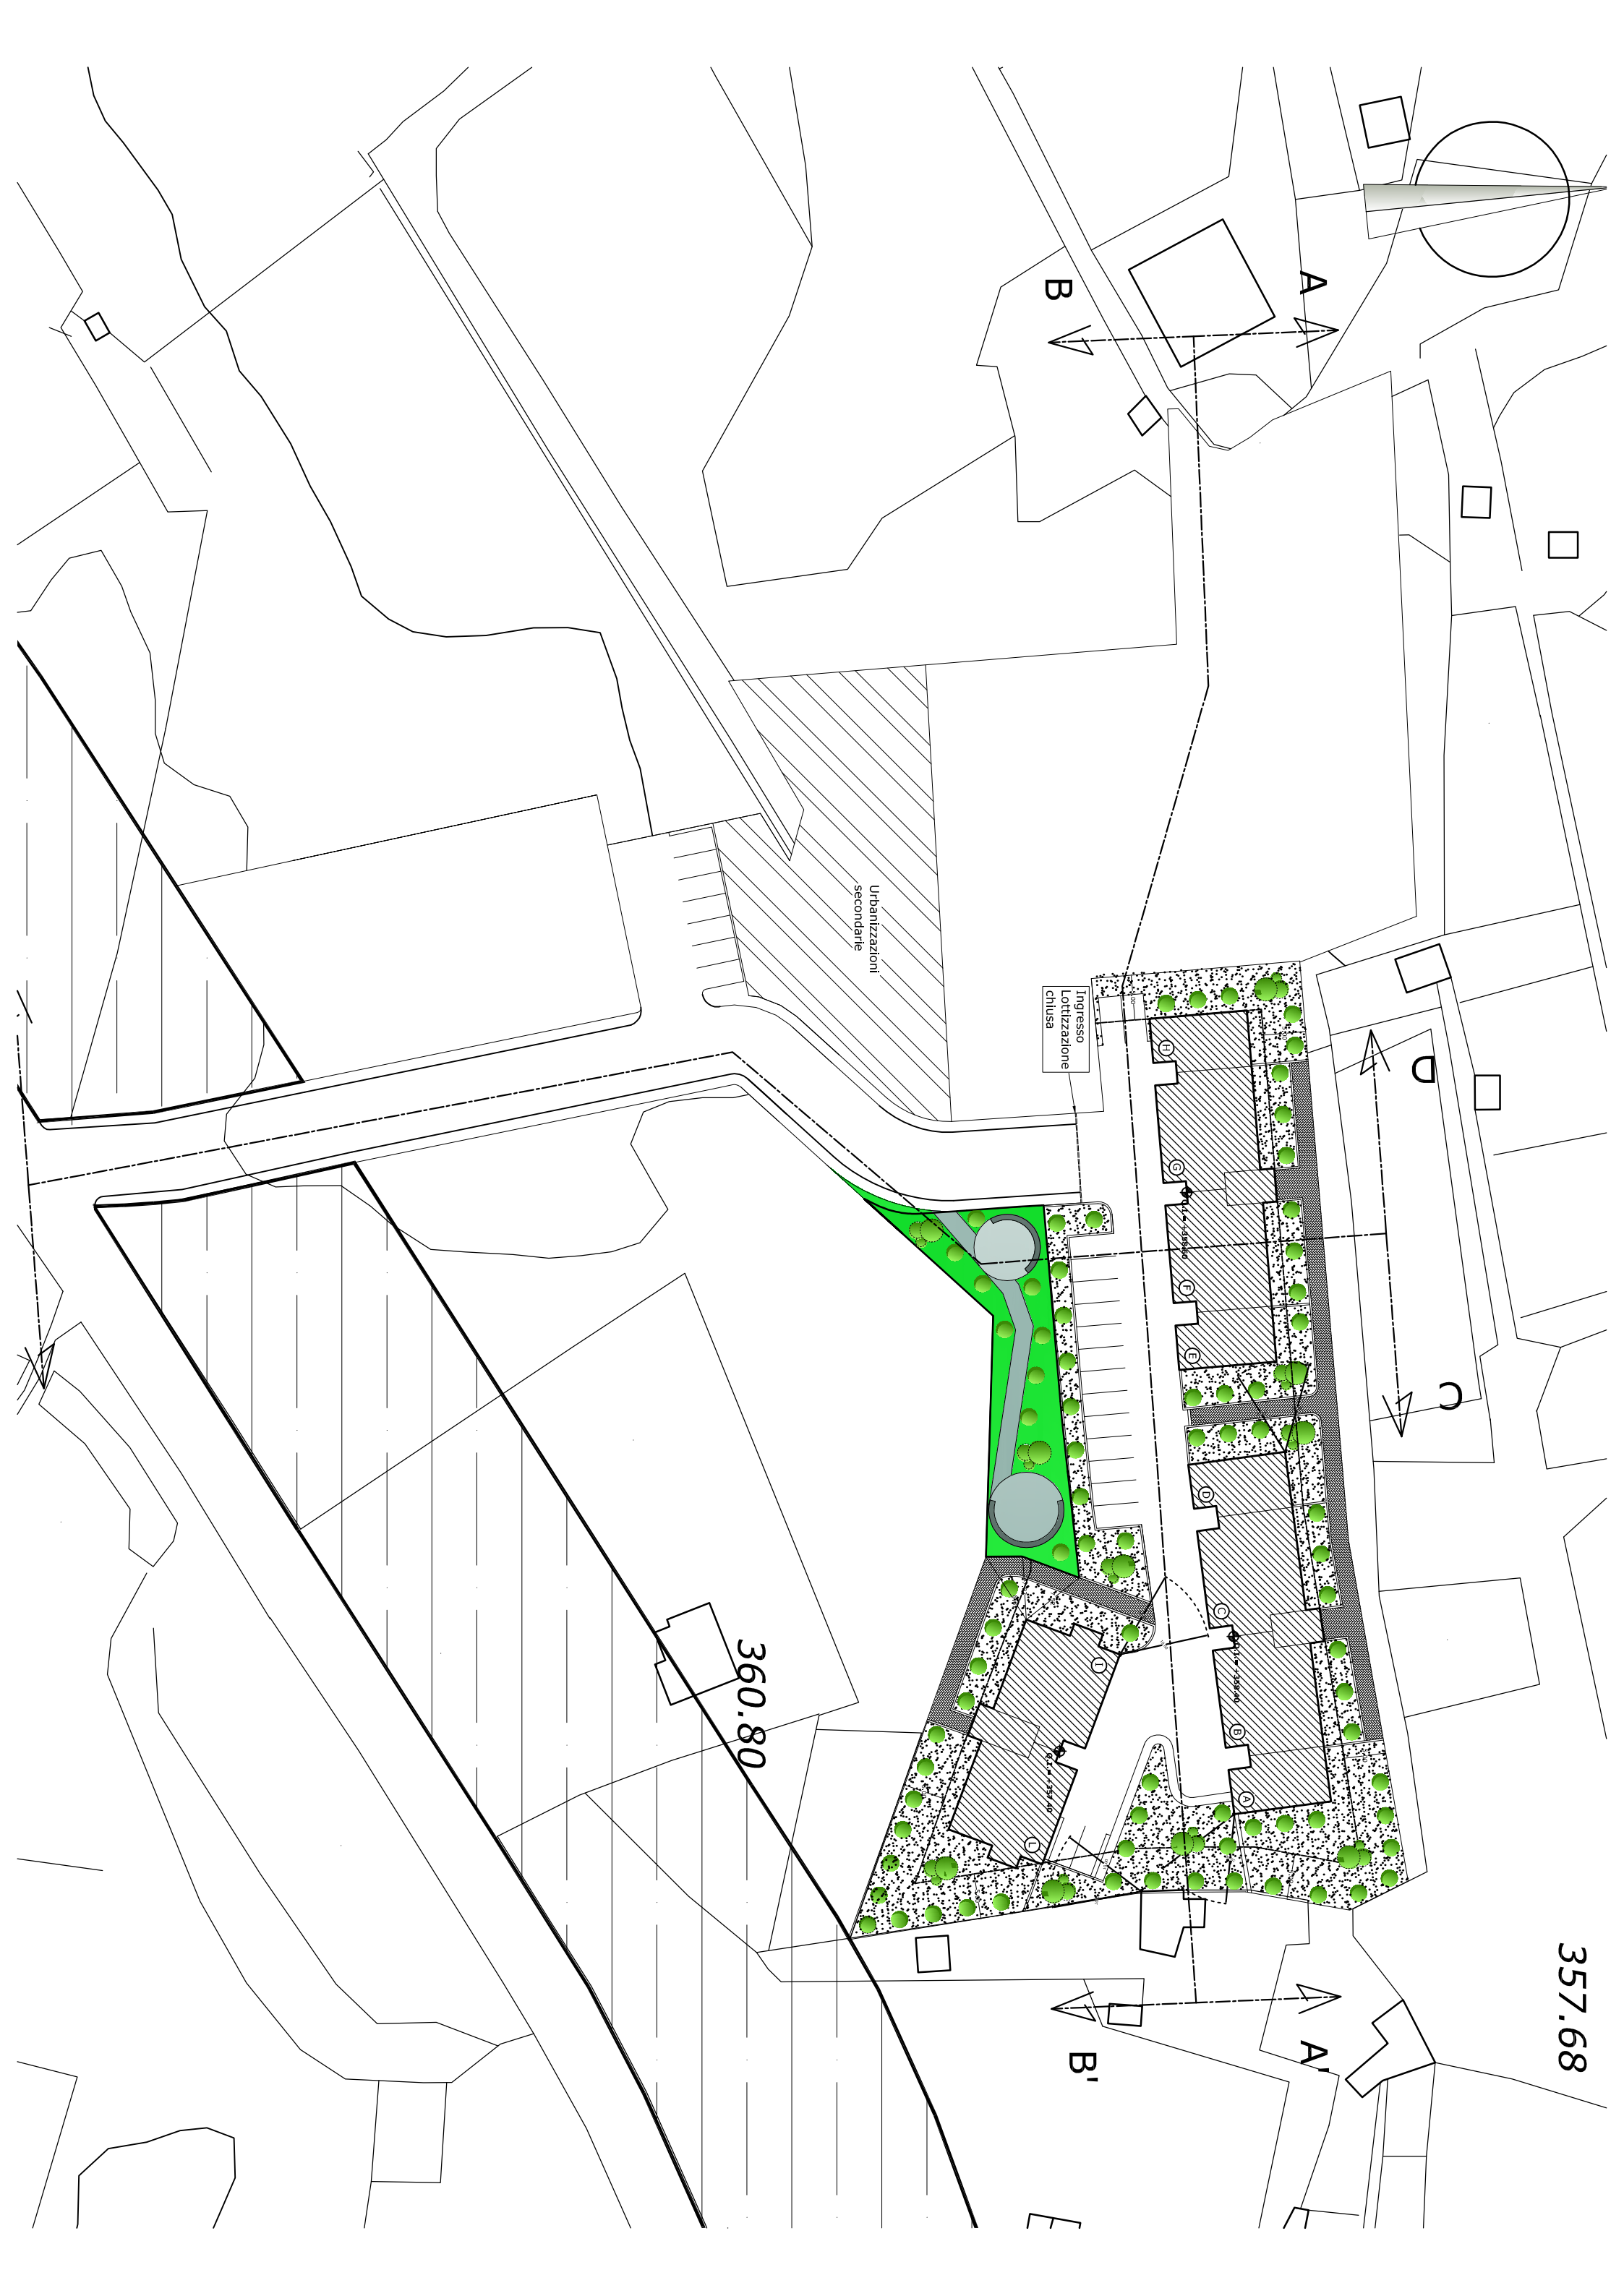 A
B
Urbanizzazioni
secondarie
Ingresso
Lottizzazione
chiusa
H
G
F
E
D
C
B
A
I
L
D
C
360.80
357.68
A'
B'